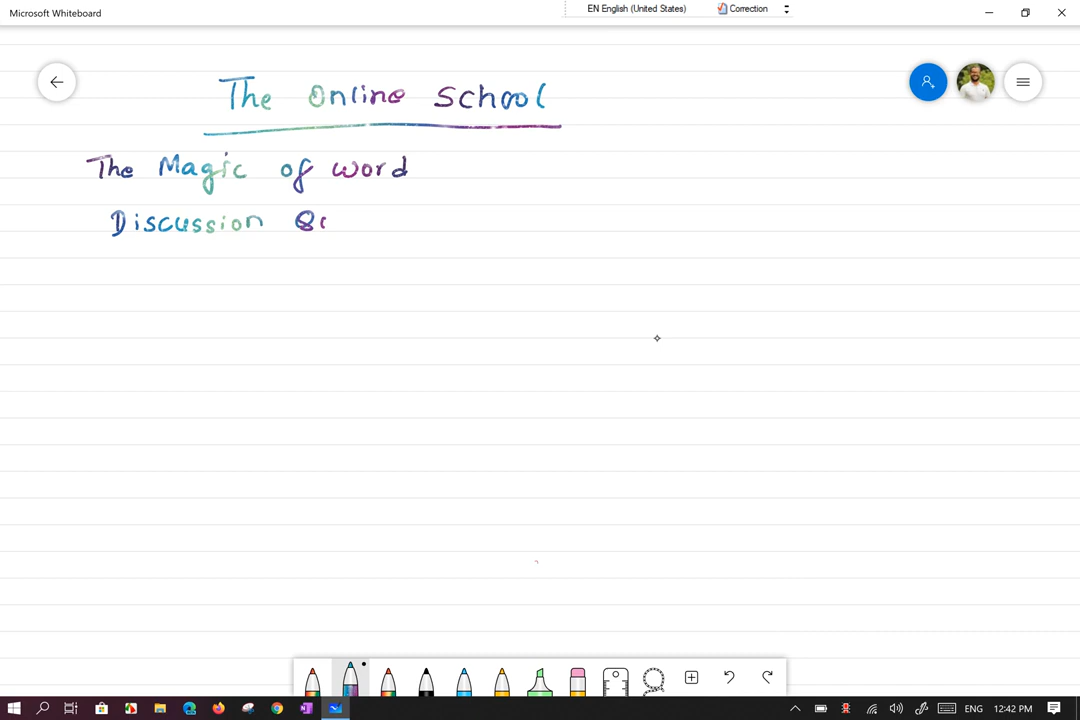 Microsoft Whiteboard
EN English (United States) Correction
The Online School
The Magic of word
Discussion
ENG 12:42 PM